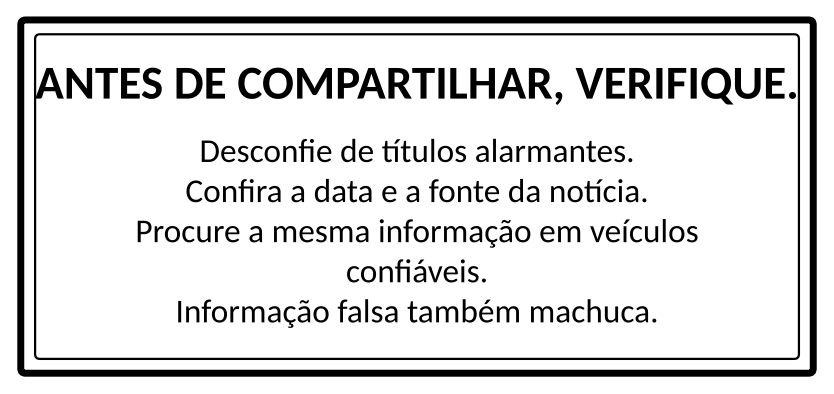 ANTES DE COMPARTILHAR, VERIFIQUE.
Desconfie de títulos alarmantes.
Confira a data e a fonte da notícia.
Procure a mesma informação em veículos
confiáveis.
Informação falsa também machuca.